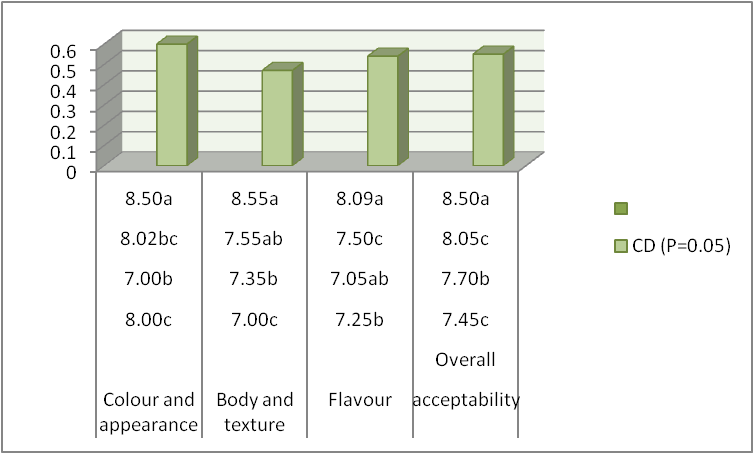 0.6
0.5
0.4
0.3
0.2
0.1
0
8.50a 8.55a 8.09a 8.50a
8.02bc 7.55ab 7.50c 8.05c
7.00b 7.35b 7.05ab 7.70b
8.00c 7.00c 7.25b 7.45c
Colour and
appearance
Body and
texture
Flavour
Overall
acceptability
CD (P=0.05)